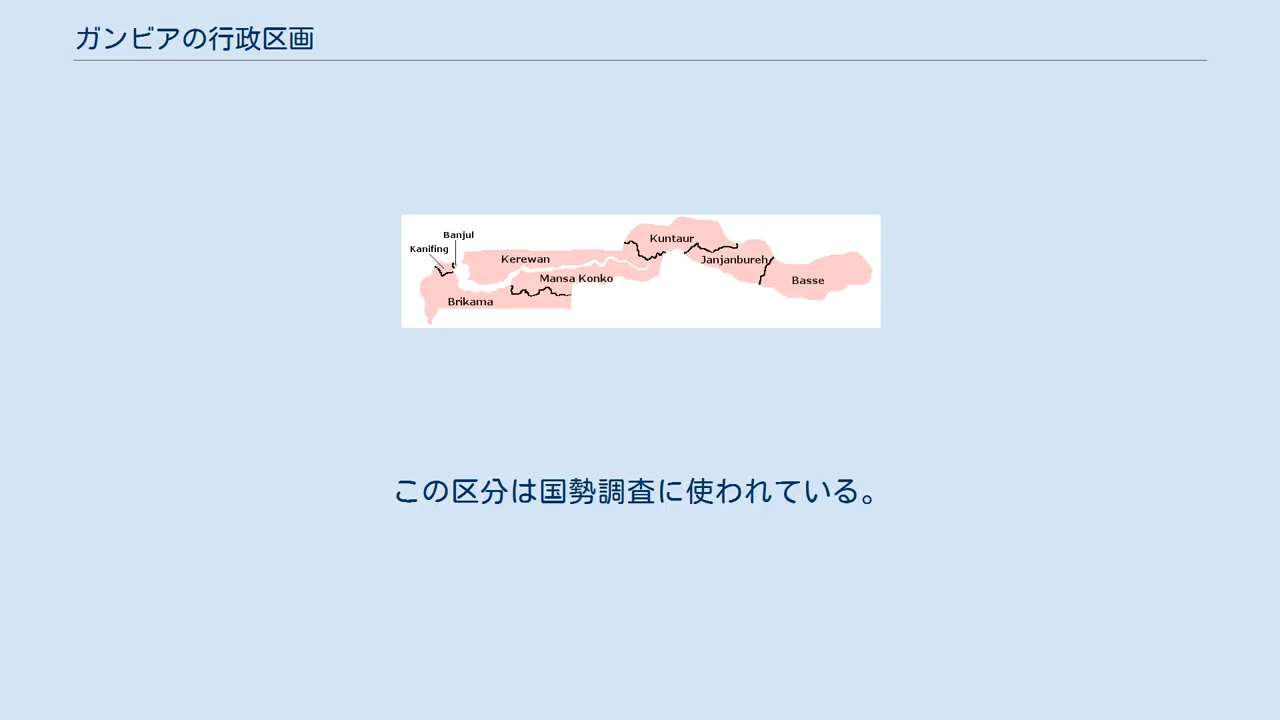 ガンビアの行政区画
Banjul
Kanifing
Kuntaur
Kerewan
Janjanbureh
Mansa Konko
Basse
Brikama
この区分は国勢調査に使われている。